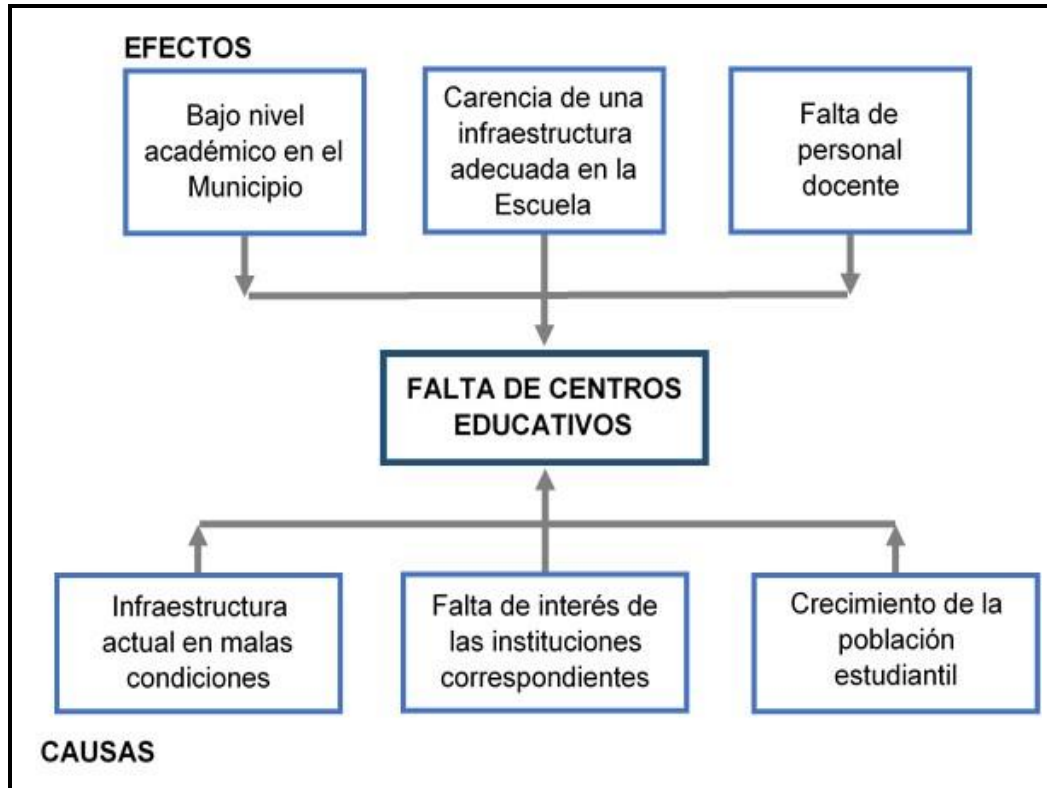 EFECTOS
Bajo nivel
académico en el
Municipio
Carencia de una
infraestructura
adecuada en la
Escuela
Falta de
personal
docente
FALTA DE CENTROS
EDUCATIVOS
Infraestructura
actual en malas
condiciones
Falta de interés de
las instituciones
correspondientes
Crecimiento de la
población
estudiantil
CAUSAS